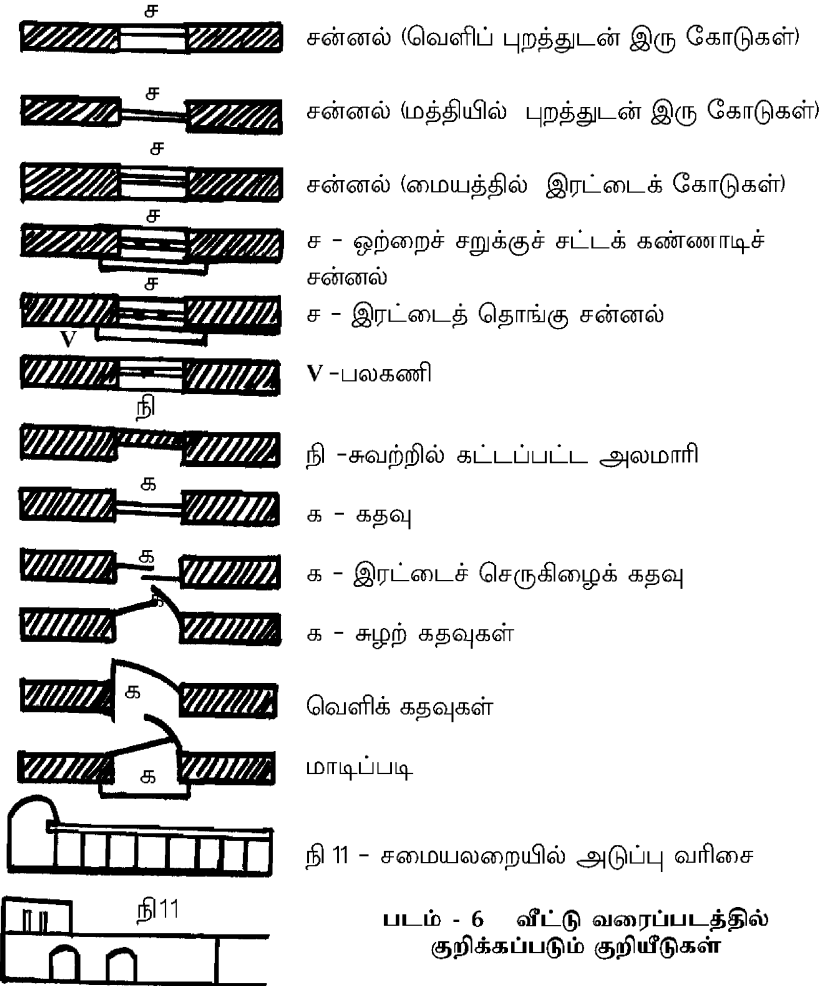 ச
சன்னல் (வெளிப் புறத்துடன் இரு கோடுகள்)
ச
சன்னல் (மத்தியில் புறத்துடன் இரு கோடுகள்)
ச
சன்னல் (மையத்தில் இரட்டைக் கோடுகள்)
ச
ச - ஒற்றைச் சறுக்குச் சட்டக் கண்ணாடிச்
சன்னல்
ச
ச - இரட்டைத் தொங்கு சன்னல்
V
V -பலகணி
நி
நி -சுவற்றில் கட்டப்பட்ட அலமாரி
க
க - கதவு
க
க - இரட்டைச் செருகிழைக் கதவு
க
க - சுழற் கதவுகள்
க
வெளிக் கதவுகள்
க
மாடிப்படி
நி 11 - சமையலறையில் அடுப்பு வரிசை
நி11
படம் - 6 வீட்டு வரைப்படத்தில்
குறிக்கப்படும் குறியீடுகள்